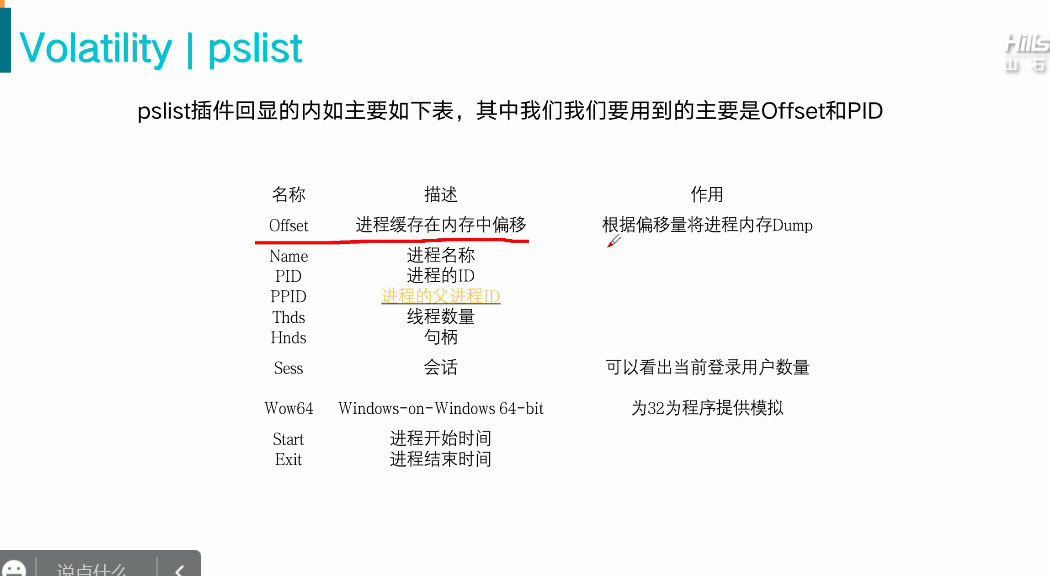 Volatility | pslist
Hills
山石
pslist插件回显的内如主要如下表，其中我们我们要用到的主要是Offset和PID
名称 描述 作用
Offset 进程缓存在内存中偏移 根据偏移量将进程内存Dump
Name 进程名称
PID 进程的ID
PPID 进程的父进程ID
Thds 线程数量
Hnds 句柄
Sess 会话 可以看出当前登录用户数量
Wow64 Windows-on-Windows 64-bit 为32为程序提供模拟
Start 进程开始时间
Exit 进程结束时间
说点什么